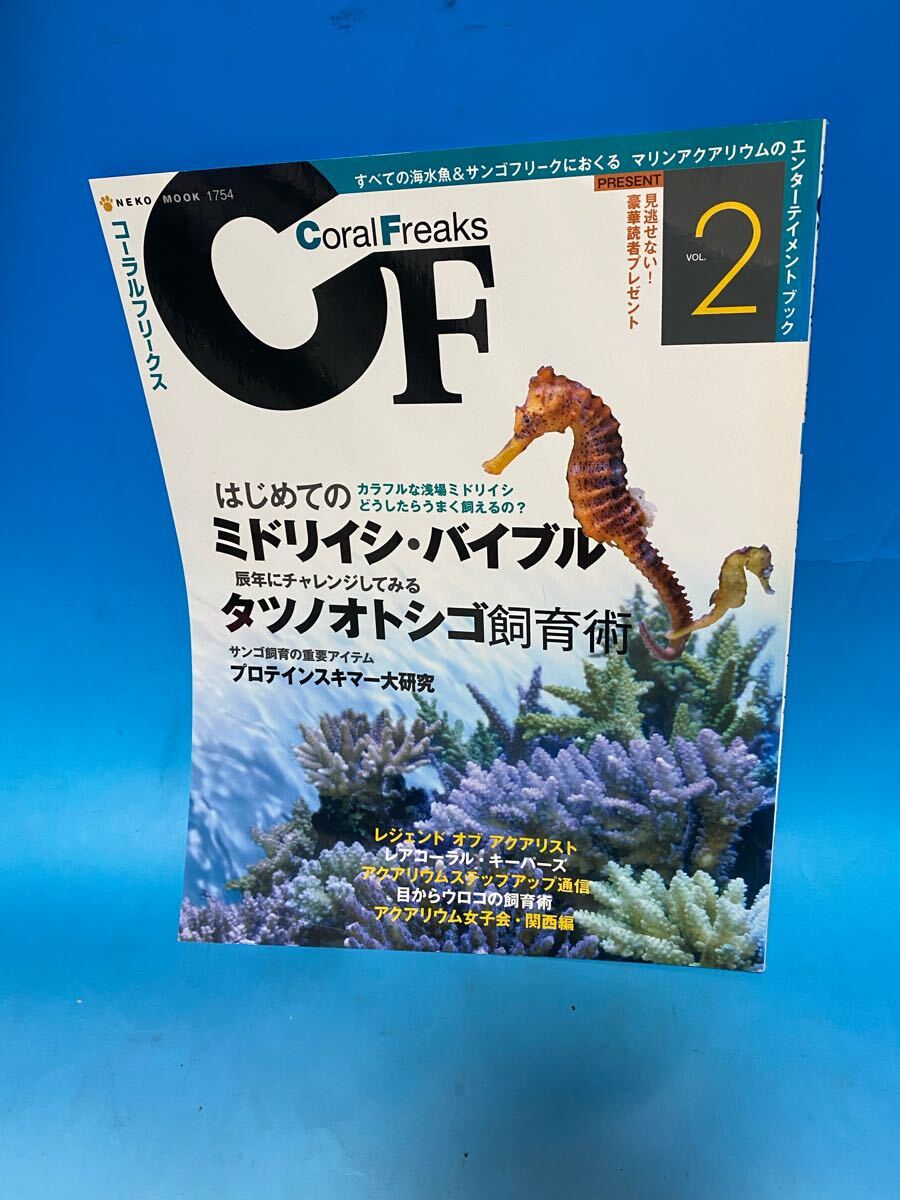 すべての海水魚&サンゴフリークにおくる マリンアクアリウムの
エンターテイメント ブック
NEKO MOOK 1754
コーラルフリークス
CF
CoralFreaks
PRESENT
見逃せない！
豪華読者プレゼント
VOL.
2
カラフルな浅場ミドリイシ
どうしたらうまく飼えるの？
はじめての
ミドリイシ・バイブル
辰年にチャレンジしてみる
タツノオトシゴ飼育術
サンゴ飼育の重要アイテム
プロテインスキマー大研究
レジェンド オブ アクアリスト
レアコーラル・キーパーズ
アクアリウムステップアップ通信
目からウロコの飼育術
アクアリウム女子会・関西編